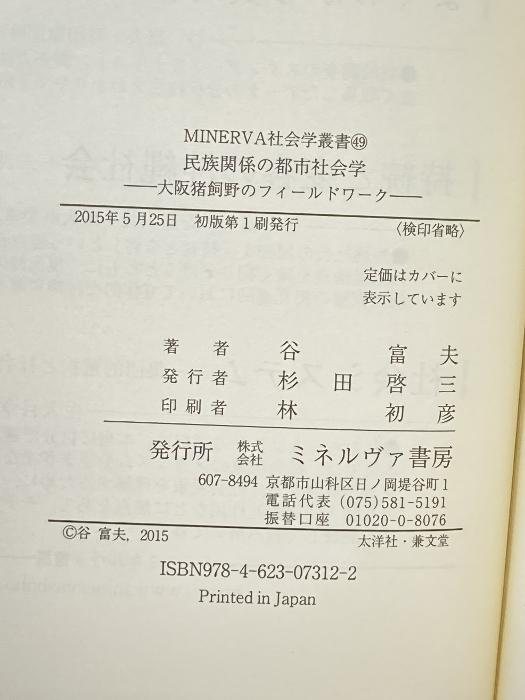 MINERVA社会学叢書㊾
民族関係の都市社会学
――大阪猪飼野のフィールドワーク――
2015年5月25日　初版第1刷発行　〈検印省略〉
定価はカバーに
表示しています
著　者　谷　富　夫
発行者　杉　田　啓　三
印刷者　林　初　彦
発行所　株式会社　ミネルヴァ書房
607-8494 京都市山科区日ノ岡堤谷町1
電話代表 (075)581-5191
振替口座 01020-0-8076
©谷 富夫, 2015　太洋社・兼文堂
ISBN978-4-623-07312-2
Printed in Japan